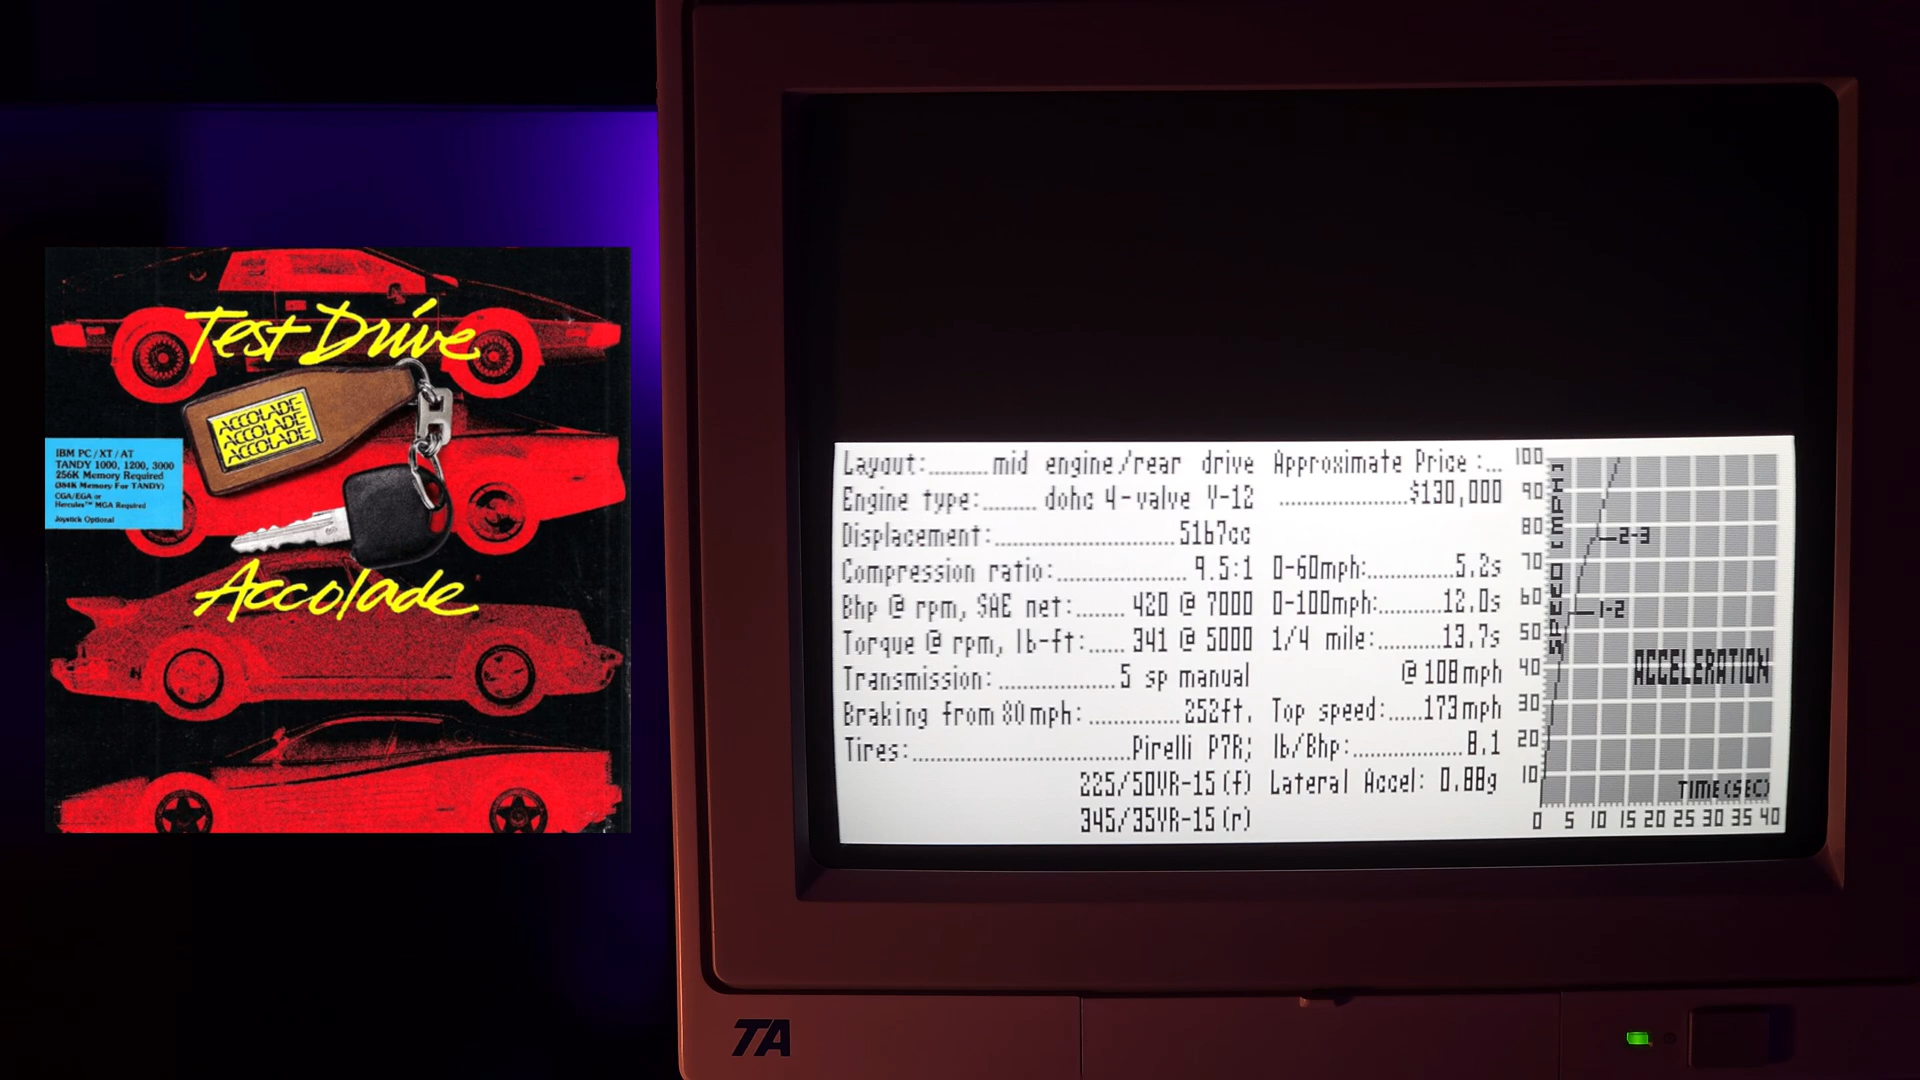 Test Drive
ACCOLADE
ACCOLADE
ACCOLADE
IBM PC/XT/AT
TANDY 1000, 1200, 3000
256K Memory Required
(384K Memory For TANDY)
CGA/EGA or
Hercules™ MGA Required
Joystick Optional
Accolade
Layout:.........mid engine/rear drive
Engine type:........dohc 4-valve V-12
Displacement:...........................5167cc
Compression ratio:...................9.5:1
Bhp @ rpm, SAE net:.......420 @ 7000
Torque @ rpm, lb-ft:.....341 @ 5000
Transmission:.................5 sp manual
Braking from 80mph:.............252ft.
Tires:...............................Pirelli P7R;
225/50VR-15(f)
345/35VR-15(r)
Approximate Price :...
..................$130,000
0-60mph:............5.2s
0-100mph:.........12.0s
1/4 mile:..........13.7s
@ 108mph
Top speed:.....173mph
lb/Bhp:................8.1
Lateral Accel: 0.88g
100
90
80
70
60
50
40
30
20
10
SPEED (MPH)
2-3
1-2
ACCELERATION
TIME(SEC)
0 5 10 15 20 25 30 35 40
TA